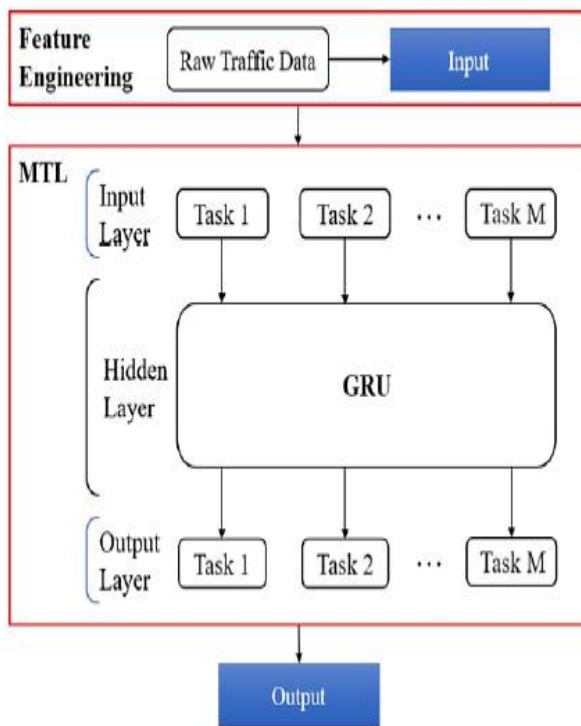 Feature
Engineering
Raw Traffic Data
Input
MTL
Input
Layer
Task 1
Task 2
...
Task M
Hidden
Layer
GRU
Output
Layer
Task 1
Task 2
...
Task M
Output